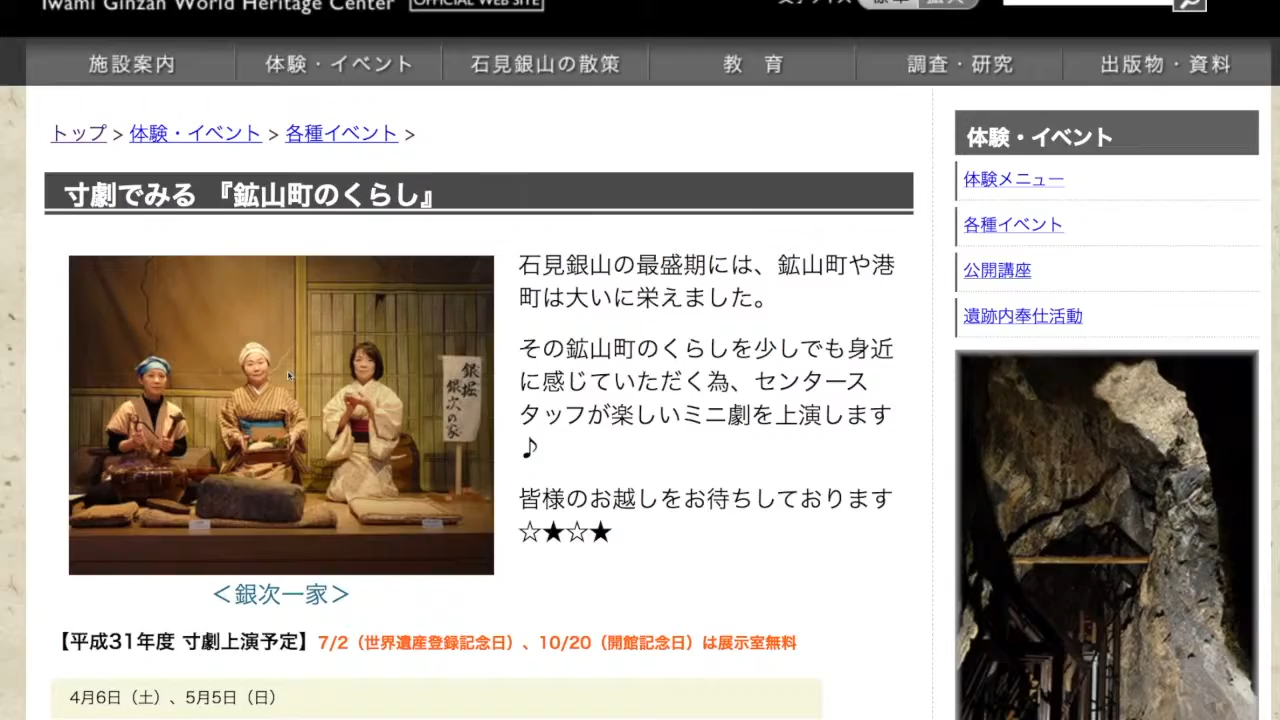 Iwami Ginzan World Heritage Center OFFICIAL WEB SITE
文字サイズ 標準 拡大
施設案内 体験・イベント 石見銀山の散策 教 育 調査・研究 出版物・資料
トップ > 体験・イベント > 各種イベント >
寸劇でみる 『鉱山町のくらし』
石見銀山の最盛期には、鉱山町や港
町は大いに栄えました。
その鉱山町のくらしを少しでも身近
に感じていただく為、センタース
タッフが楽しいミニ劇を上演します
♪
皆様のお越しをお待ちしております
☆★☆★
銀掘
銀次の家
＜銀次一家＞
【平成31年度 寸劇上演予定】 7/2（世界遺産登録記念日）、10/20（開館記念日）は展示室無料
4月6日（土）、5月5日（日）
体験・イベント
体験メニュー
各種イベント
公開講座
遺跡内奉仕活動